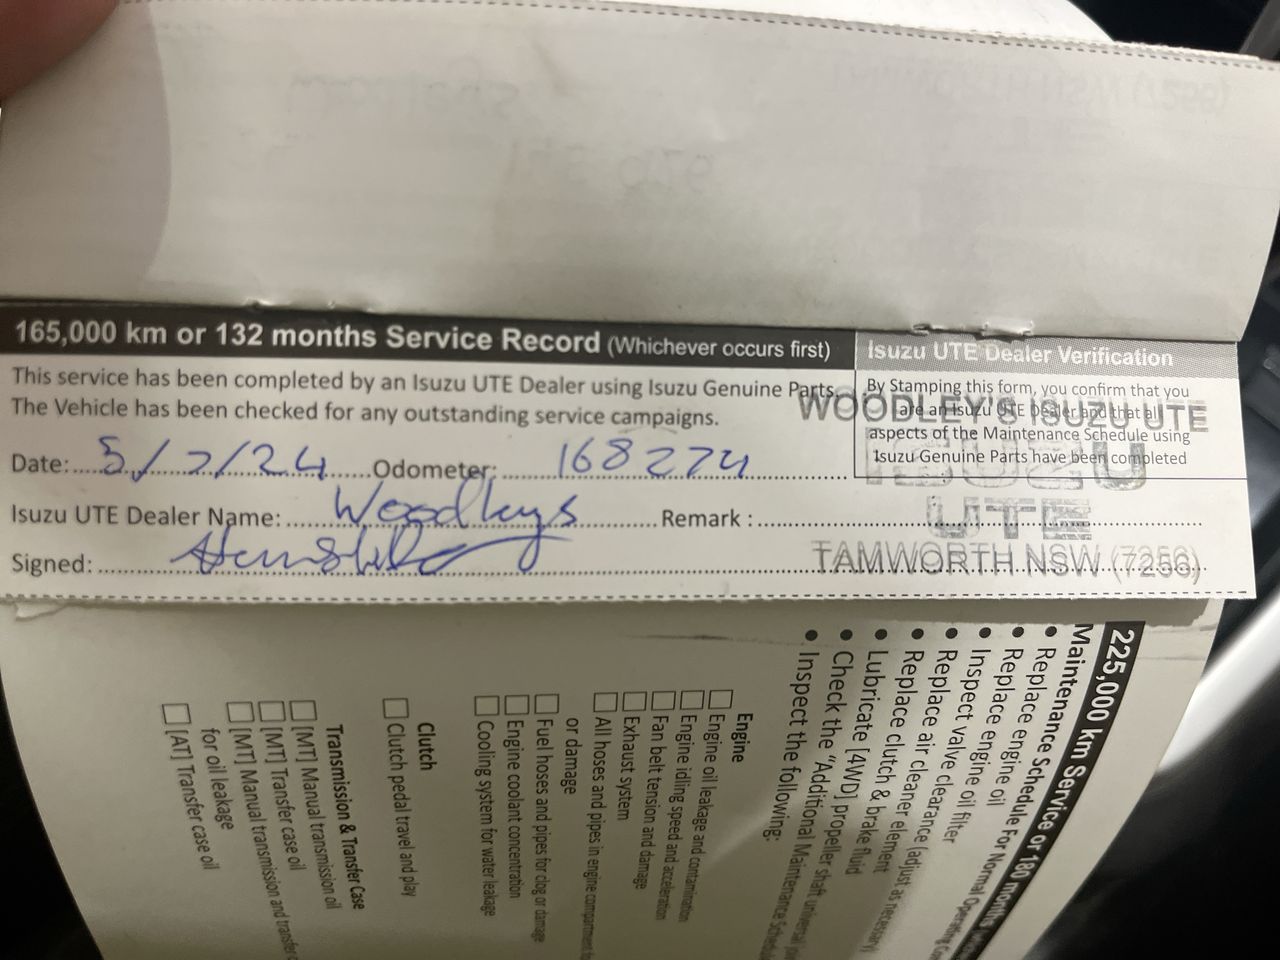 165,000 km or 132 months Service Record (Whichever occurs first)
This service has been completed by an Isuzu UTE Dealer using Isuzu Genuine Parts.
The Vehicle has been checked for any outstanding service campaigns.
Date: 5/7/24 Odometer: 168274
Isuzu UTE Dealer Name: Woodleys Remark :
Signed:
Isuzu UTE Dealer Verification
By Stamping this form, you confirm that you
are an Isuzu UTE Dealer and that all
aspects of the Maintenance Schedule using
Isuzu Genuine Parts have been completed
WOODLEY'S ISUZU UTE
ISUZU
UTE
TAMWORTH NSW (7256)
225,000 km Service or 180 months
Maintenance Schedule For Normal Operating
• Replace engine oil
• Replace engine oil filter
• Inspect valve clearance (adjust as necessary)
• Replace air cleaner element
• Replace clutch & brake fluid
• Lubricate [4WD] propeller shaft universal
• Check the "Additional Maintenance
• Inspect the following:
Engine
Engine oil leakage and contamination
Engine idling speed and acceleration
Fan belt tension and damage
Exhaust system
All hoses and pipes in engine compartment
or damage
Fuel hoses and pipes for clog or damage
Engine coolant concentration
Cooling system for water leakage
Clutch
Clutch pedal travel and play
Transmission & Transfer Case
[MT] Manual transmission oil
[MT] Transfer case oil
[MT] Manual transmission and transfer
for oil leakage
[AT] Transfer case oil